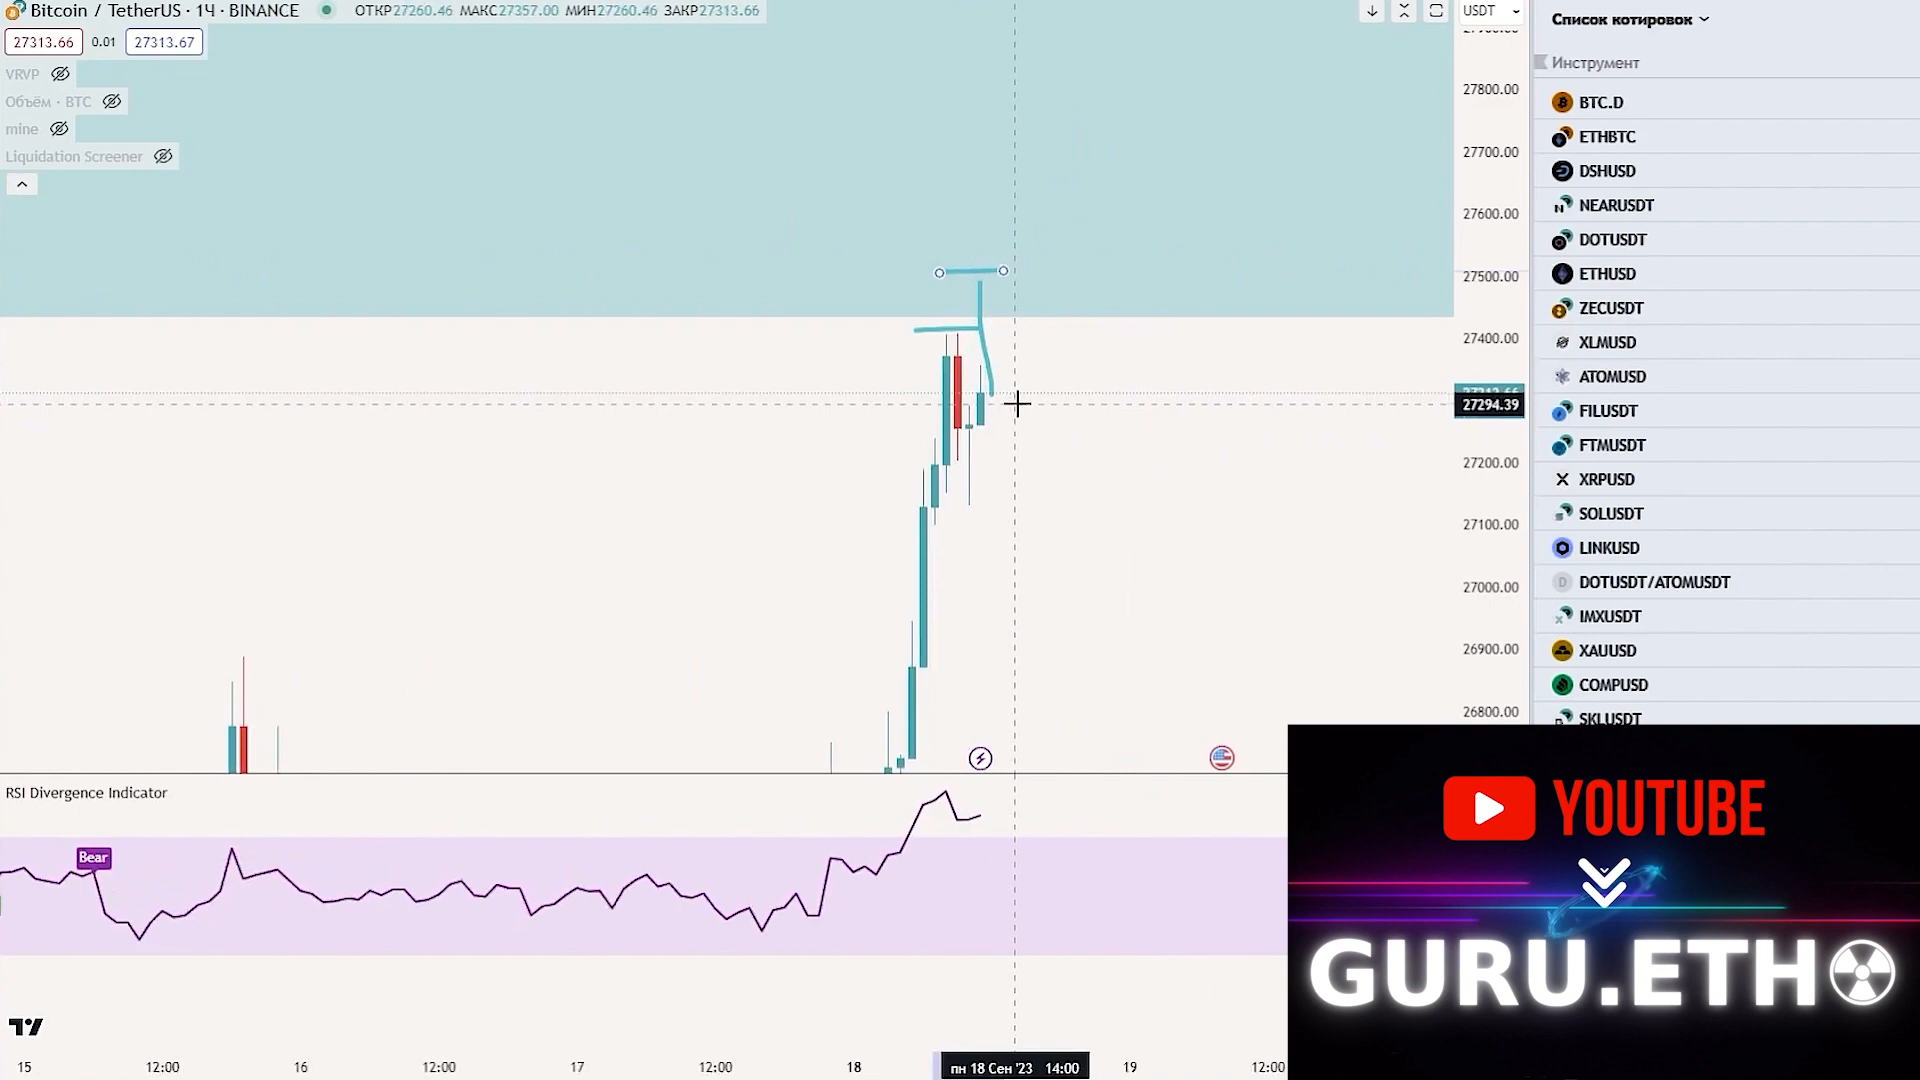 Bitcoin / TetherUS · 1Ч · BINANCE ОТКР27260.46 МАКС27357.00 МИН27260.46 ЗАКР27313.66
27313.66 0.01 27313.67
VRVP
Объём · BTC
mine
Liquidation Screener
USDT
27800.00
27700.00
27600.00
27500.00
27400.00
27294.39
27200.00
27100.00
27000.00
26900.00
26800.00
Список котировок
Инструмент
BTC.D
ETHBTC
DSHUSD
NEARUSDT
DOTUSDT
ETHUSD
ZECUSDT
XLMUSD
ATOMUSD
FILUSDT
FTMUSDT
XRPUSD
SOLUSDT
LINKUSD
DOTUSDT/ATOMUSDT
IMXUSDT
XAUUSD
COMPUSD
SKLUSDT
RSI Divergence Indicator
Bear
15 12:00 16 12:00 17 12:00 18 пн 18 Сен '23 14:00 19 12:00
YOUTUBE
GURU.ETH